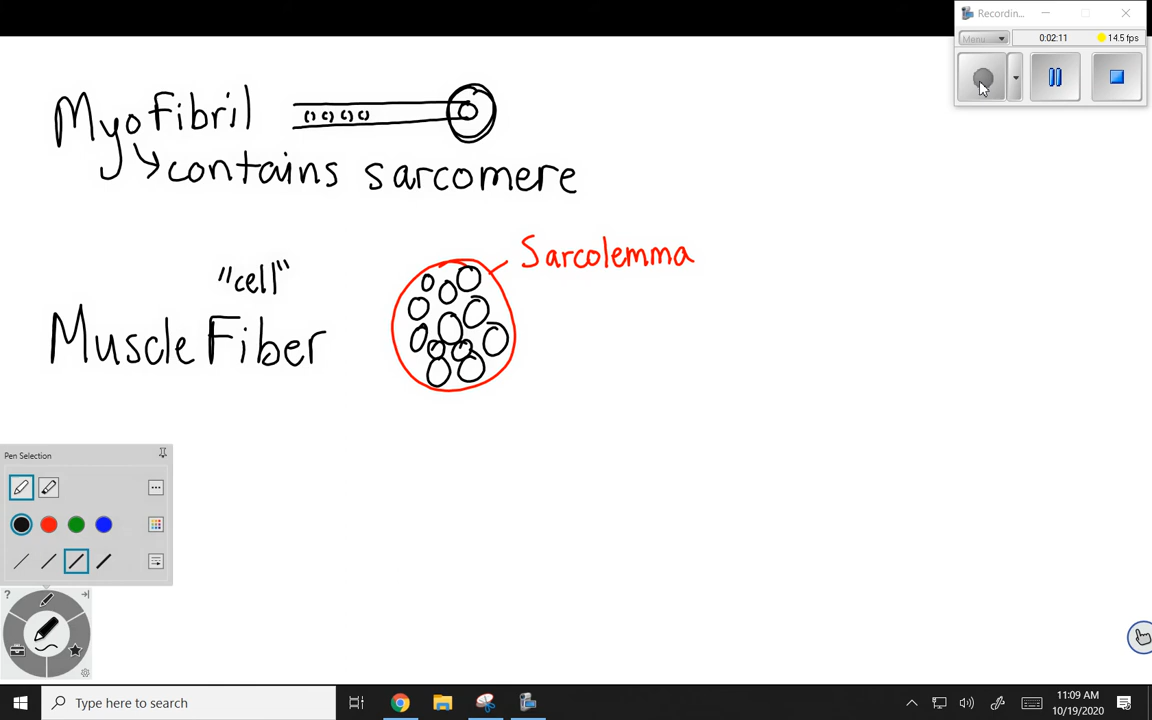 Recordin...
Menu
0:02:11
14.5 fps
Myofibril
contains sarcomere
Sarcolemma
"cell"
Muscle Fiber
Pen Selection
?
Type here to search
11:09 AM
10/19/2020